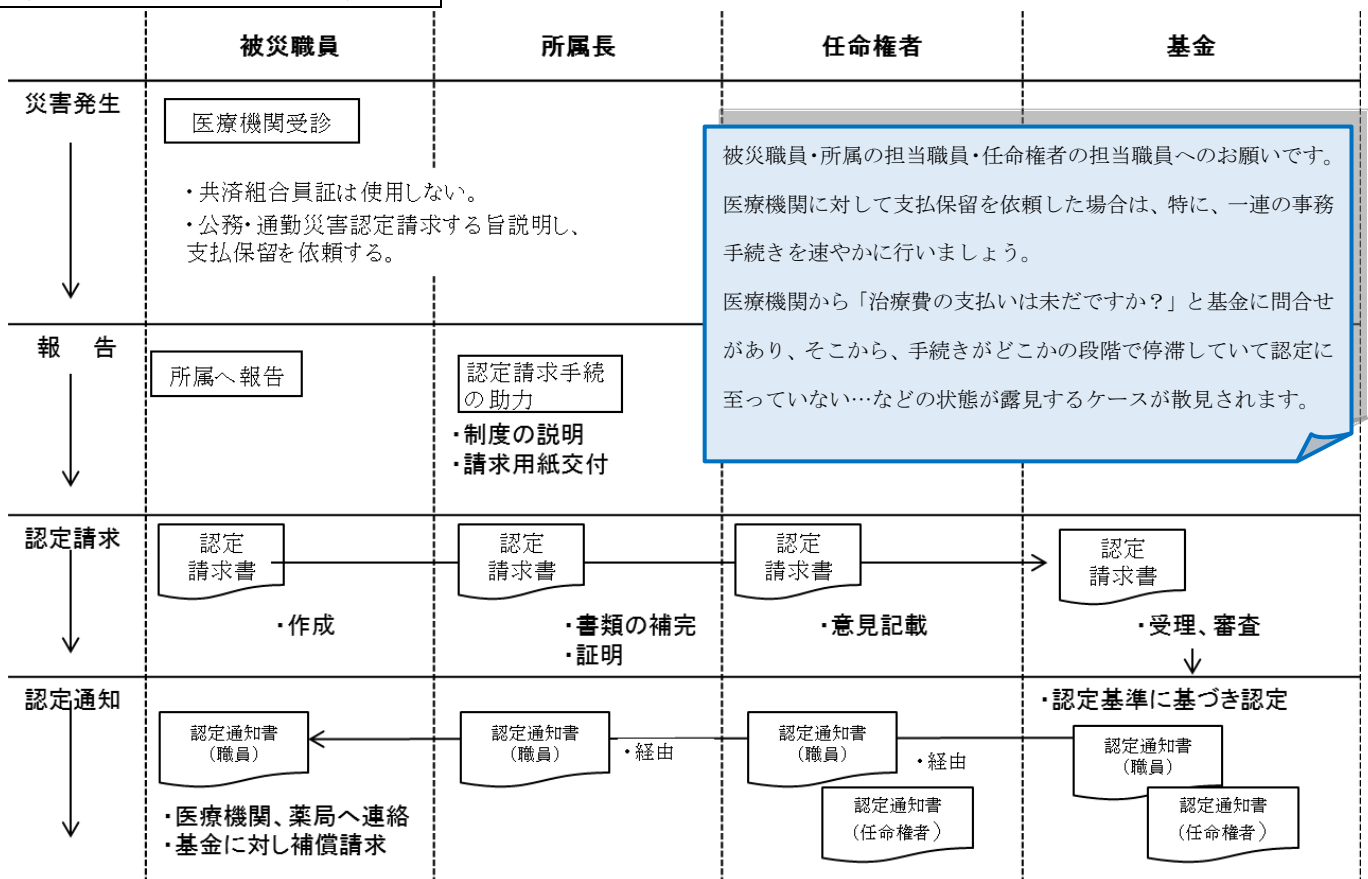 被災職員
所属長
任命権者
基金
災害発生
医療機関受診
・共済組合員証は使用しない。
・公務・通勤災害認定請求する旨説明し、
支払保留を依頼する。
被災職員・所属の担当職員・任命権者の担当職員へのお願いです。
医療機関に対して支払保留を依頼した場合は、特に、一連の事務
手続きを速やかに行いましょう。
医療機関から「治療費の支払いは未だですか？」と基金に問合せ
があり、そこから、手続きがどこかの段階で停滞していて認定に
至っていない…などの状態が露見するケースが散見されます。
報　告
所属へ報告
認定請求手続
の助力
・制度の説明
・請求用紙交付
認定請求
認定
請求書
・作成
認定
請求書
・書類の補完
・証明
認定
請求書
・意見記載
認定
請求書
・受理、審査
認定通知
認定通知書
（職員）
・医療機関、薬局へ連絡
・基金に対し補償請求
認定通知書
（職員）
・経由
認定通知書
（職員）
・経由
認定通知書
（任命権者）
・認定基準に基づき認定
認定通知書
（職員）
認定通知書
（任命権者）